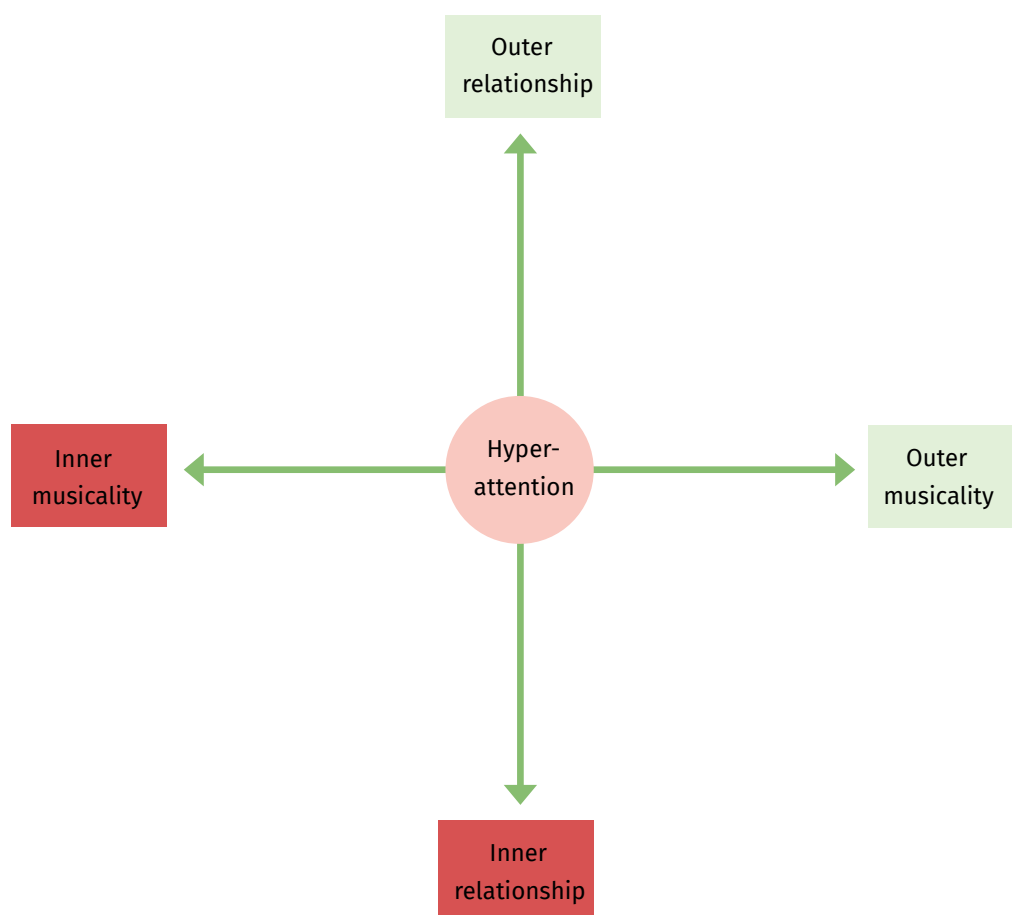 Outer
relationship
Hyper-
attention
Inner
musicality
Outer
musicality
Inner
relationship